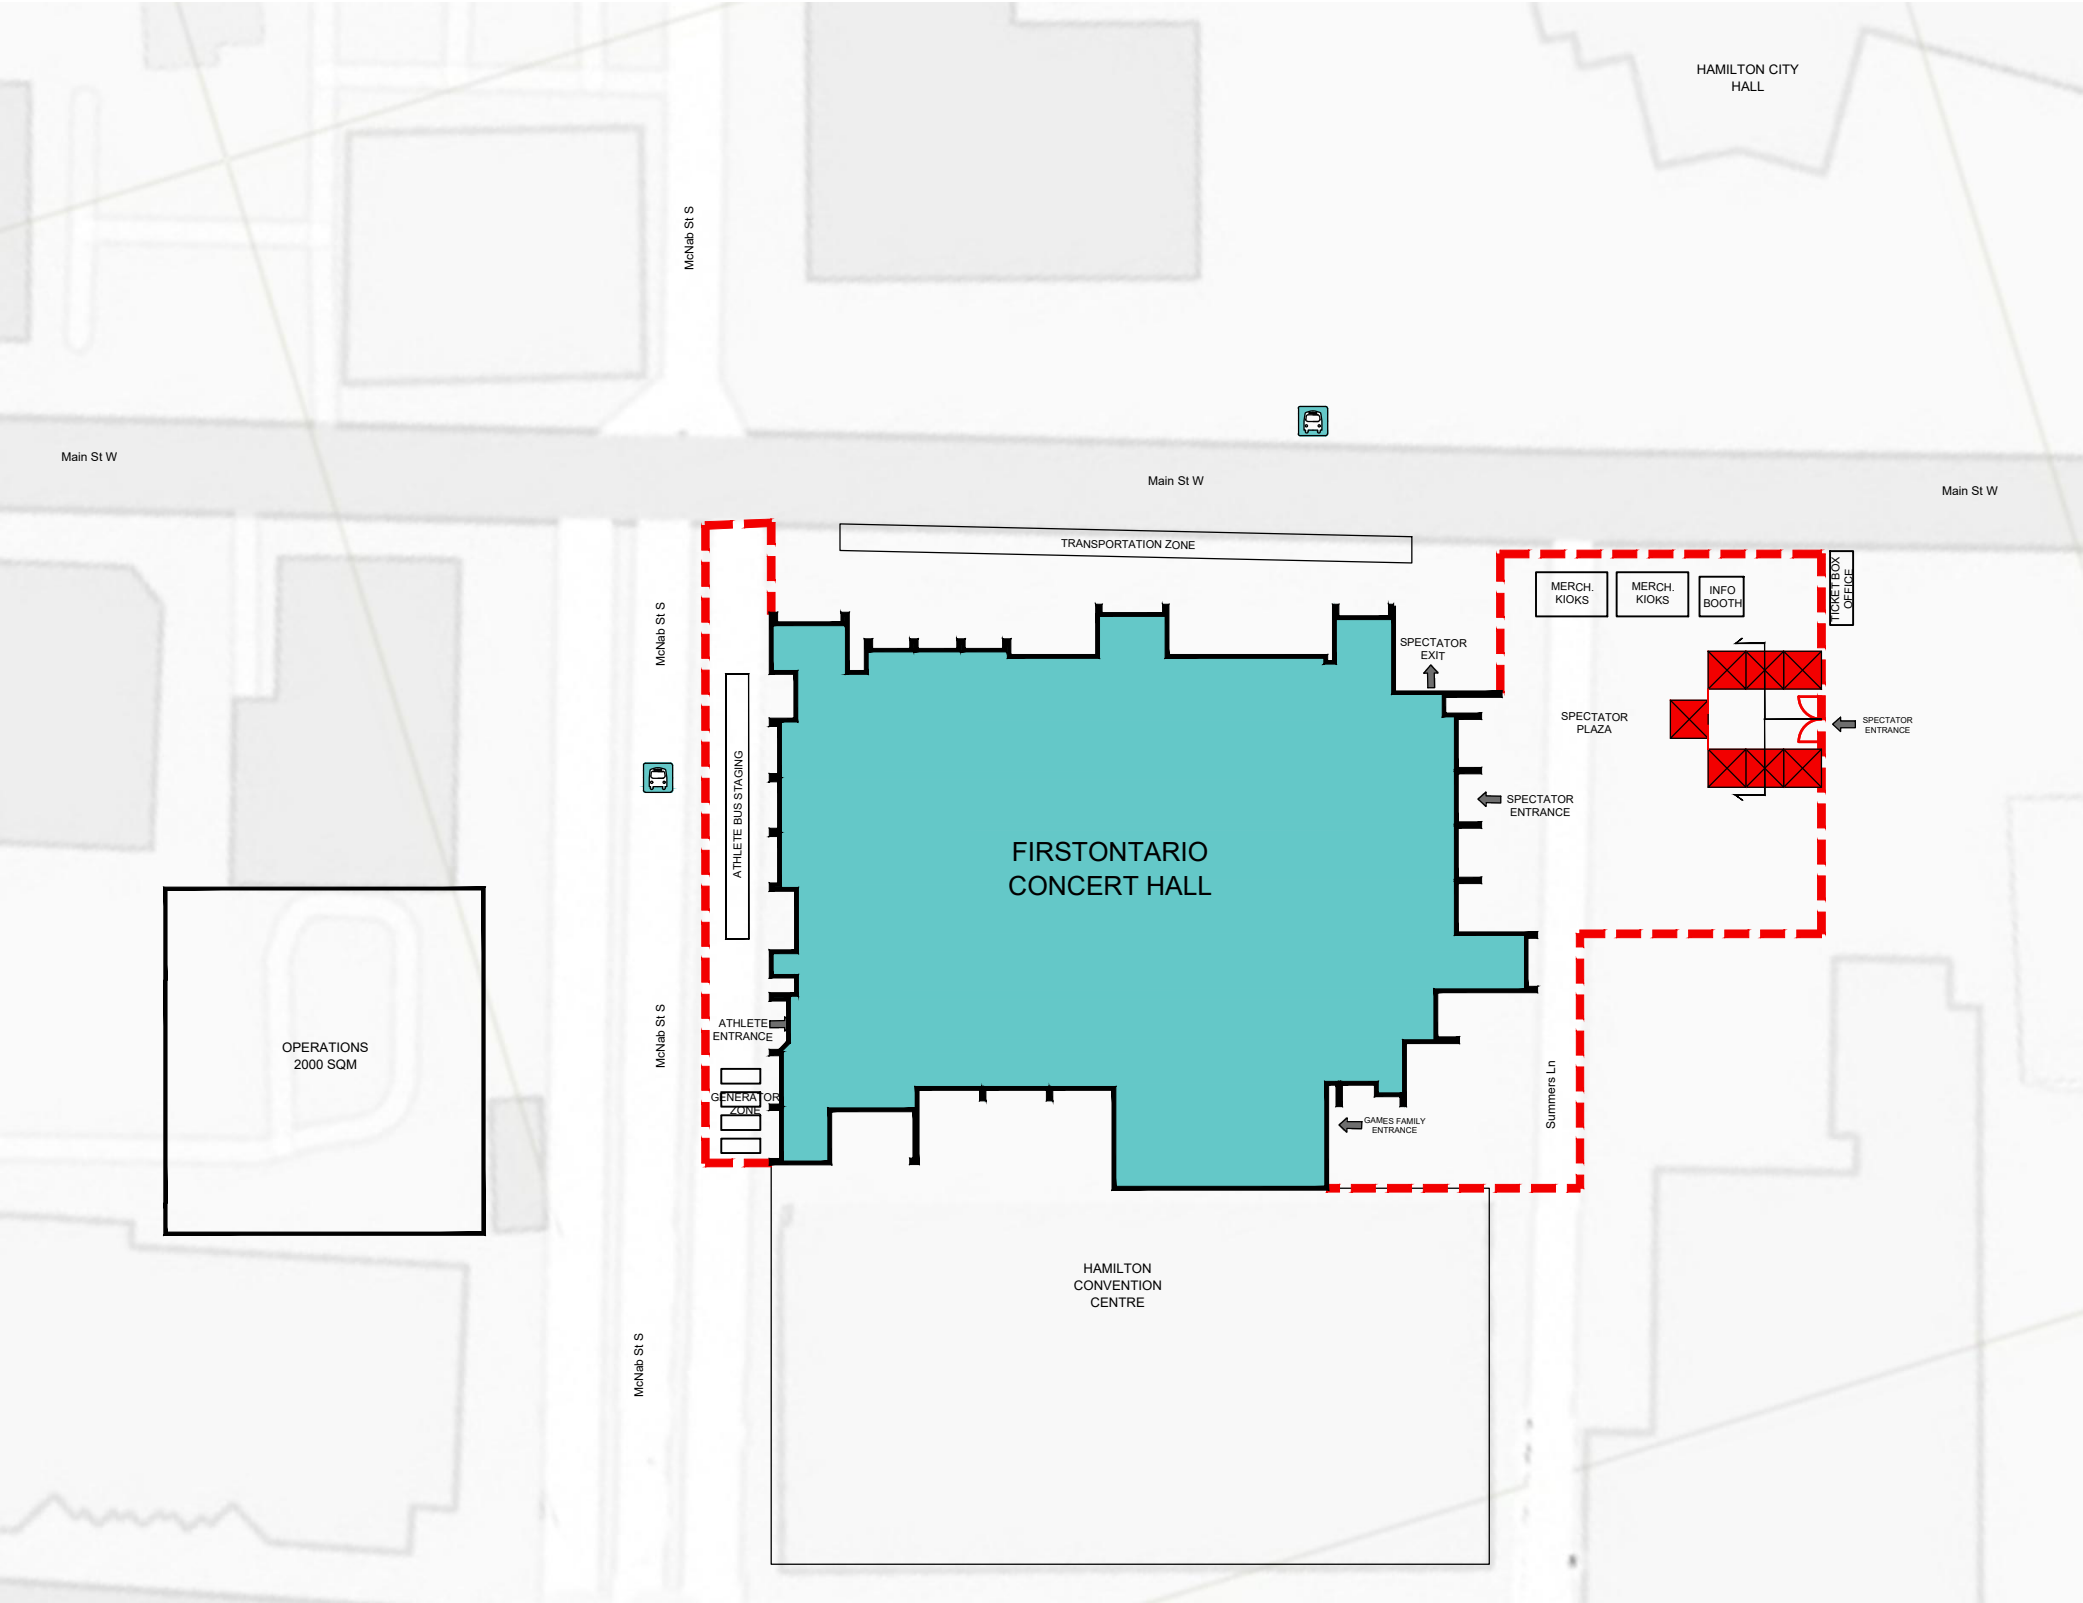 HAMILTON CITY
HALL
McNab St S
Main St W
Main St W
Main St W
TRANSPORTATION ZONE
MERCH.
KIOKS
MERCH.
KIOKS
INFO
BOOTH
TICKET BOX
OFFICE
McNab St S
SPECTATOR
EXIT
SPECTATOR
PLAZA
SPECTATOR
ENTRANCE
ATHLETE BUS STAGING
SPECTATOR
ENTRANCE
FIRSTONTARIO
CONCERT HALL
OPERATIONS
2000 SQM
McNab St S
ATHLETE
ENTRANCE
GENERATOR
ZONE
GAMES FAMILY
ENTRANCE
Summers Ln
HAMILTON
CONVENTION
CENTRE
McNab St S